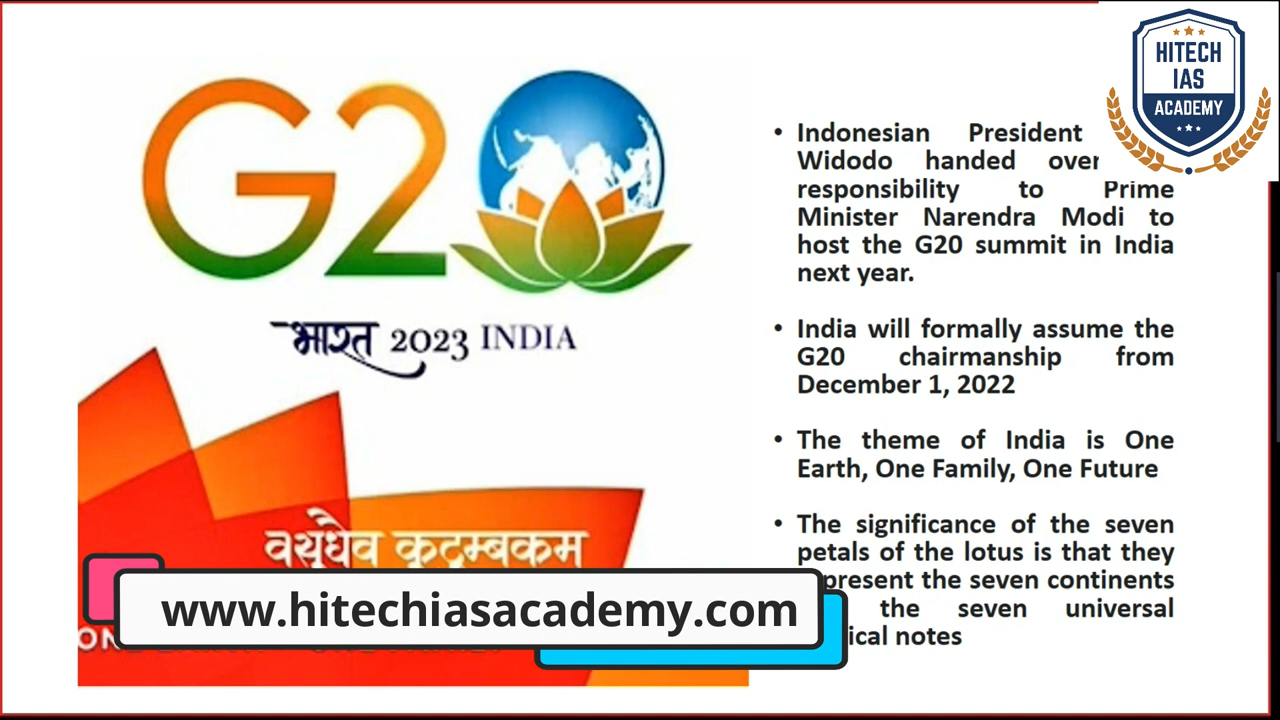 G20
भारत 2023 INDIA
वसुधैव कुटुम्बकम
www.hitechiasacademy.com
HITECH
IAS
ACADEMY
• Indonesian President
Widodo handed over
responsibility to Prime
Minister Narendra Modi to
host the G20 summit in India
next year.
• India will formally assume the
G20 chairmanship from
December 1, 2022
• The theme of India is One
Earth, One Family, One Future
• The significance of the seven
petals of the lotus is that they
present the seven continents
the seven universal
ical notes